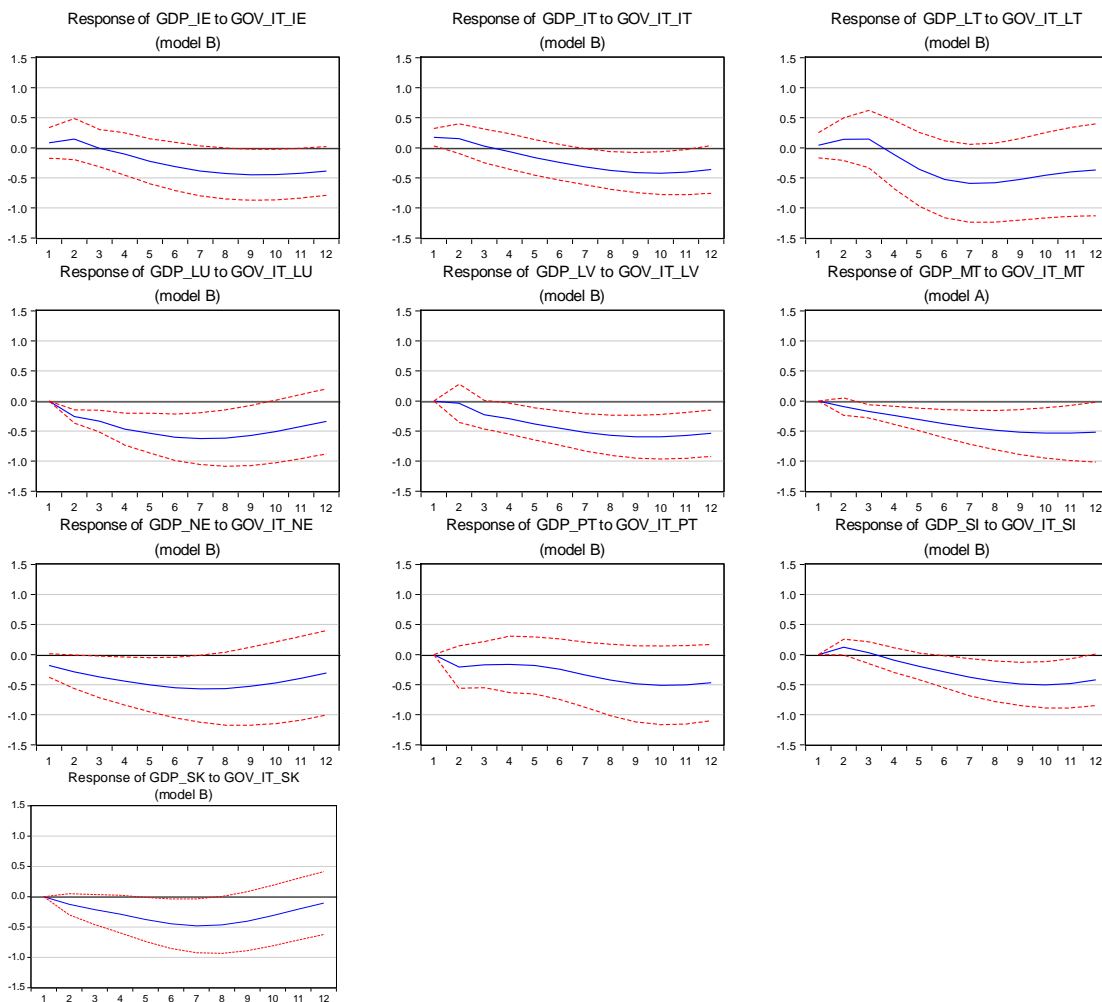 Response of GDP_IE to GOV_IT_IE
(model B)
1.5
1.0
0.5
0.0
-0.5
-1.0
-1.5
1 2 3 4 5 6 7 8 9 10 11 12
Response of GDP_IT to GOV_IT_IT
(model B)
1.5
1.0
0.5
0.0
-0.5
-1.0
-1.5
1 2 3 4 5 6 7 8 9 10 11 12
Response of GDP_LT to GOV_IT_LT
(model B)
1.5
1.0
0.5
0.0
-0.5
-1.0
-1.5
1 2 3 4 5 6 7 8 9 10 11 12
Response of GDP_LU to GOV_IT_LU
(model B)
1.5
1.0
0.5
0.0
-0.5
-1.0
-1.5
1 2 3 4 5 6 7 8 9 10 11 12
Response of GDP_LV to GOV_IT_LV
(model B)
1.5
1.0
0.5
0.0
-0.5
-1.0
-1.5
1 2 3 4 5 6 7 8 9 10 11 12
Response of GDP_MT to GOV_IT_MT
(model A)
1.5
1.0
0.5
0.0
-0.5
-1.0
-1.5
1 2 3 4 5 6 7 8 9 10 11 12
Response of GDP_NE to GOV_IT_NE
(model B)
1.5
1.0
0.5
0.0
-0.5
-1.0
-1.5
1 2 3 4 5 6 7 8 9 10 11 12
Response of GDP_PT to GOV_IT_PT
(model B)
1.5
1.0
0.5
0.0
-0.5
-1.0
-1.5
1 2 3 4 5 6 7 8 9 10 11 12
Response of GDP_SI to GOV_IT_SI
(model B)
1.5
1.0
0.5
0.0
-0.5
-1.0
-1.5
1 2 3 4 5 6 7 8 9 10 11 12
Response of GDP_SK to GOV_IT_SK
(model B)
1.5
1.0
0.5
0.0
-0.5
-1.0
-1.5
1 2 3 4 5 6 7 8 9 10 11 12